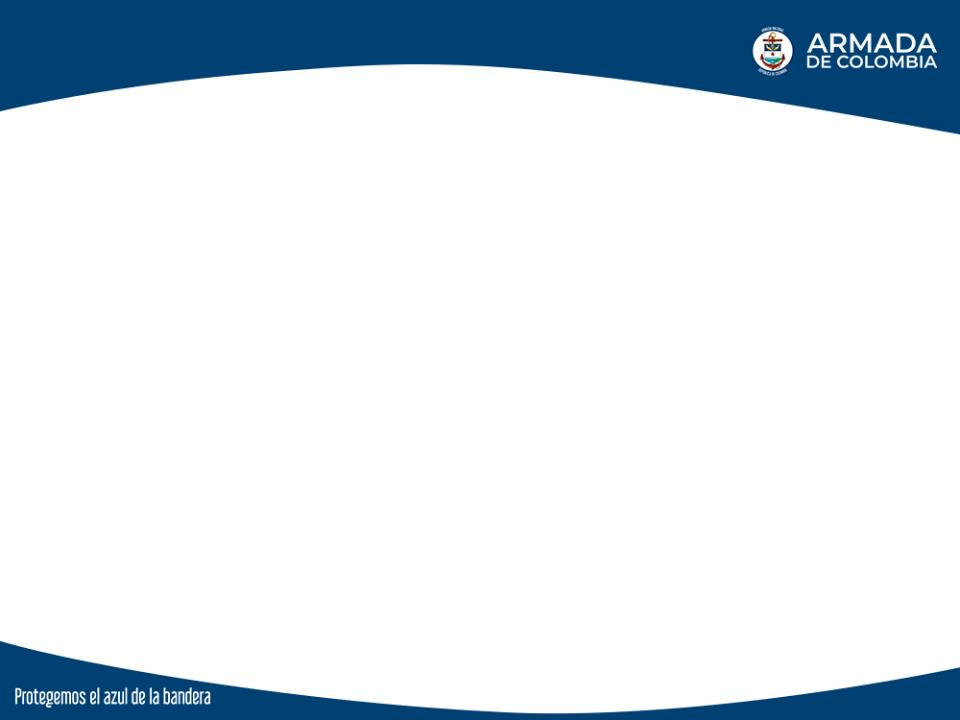 ARMADA
DE COLOMBIA
Protegemos el azul de la bandera